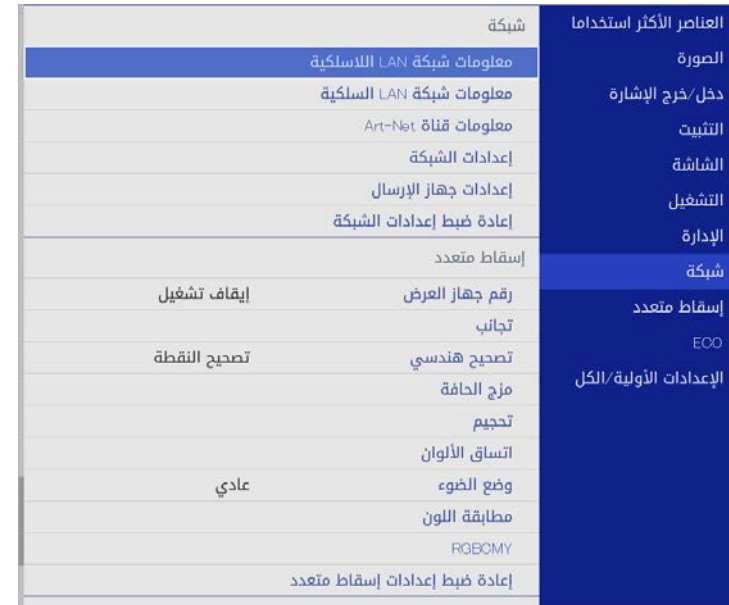 العناصر الأكثر استخداما
الصورة
دخل/خرج الإشارة
التثبيت
الشاشة
التشغيل
الإدارة
شبكة
إسقاط متعدد
ECO
الإعدادات الأولية/الكل
شبكة
معلومات شبكة LAN اللاسلكية
معلومات شبكة LAN السلكية
معلومات قناة Art-Net
إعدادات الشبكة
إعدادات جهاز الإرسال
إعادة ضبط إعدادات الشبكة
إسقاط متعدد
رقم جهاز العرض إيقاف تشغيل
تجانب
تصحيح هندسي تصحيح النقطة
مزج الحافة
تحجيم
اتساق الألوان
وضع الضوء عادي
مطابقة اللون
RGBCMY
إعادة ضبط إعدادات إسقاط متعدد